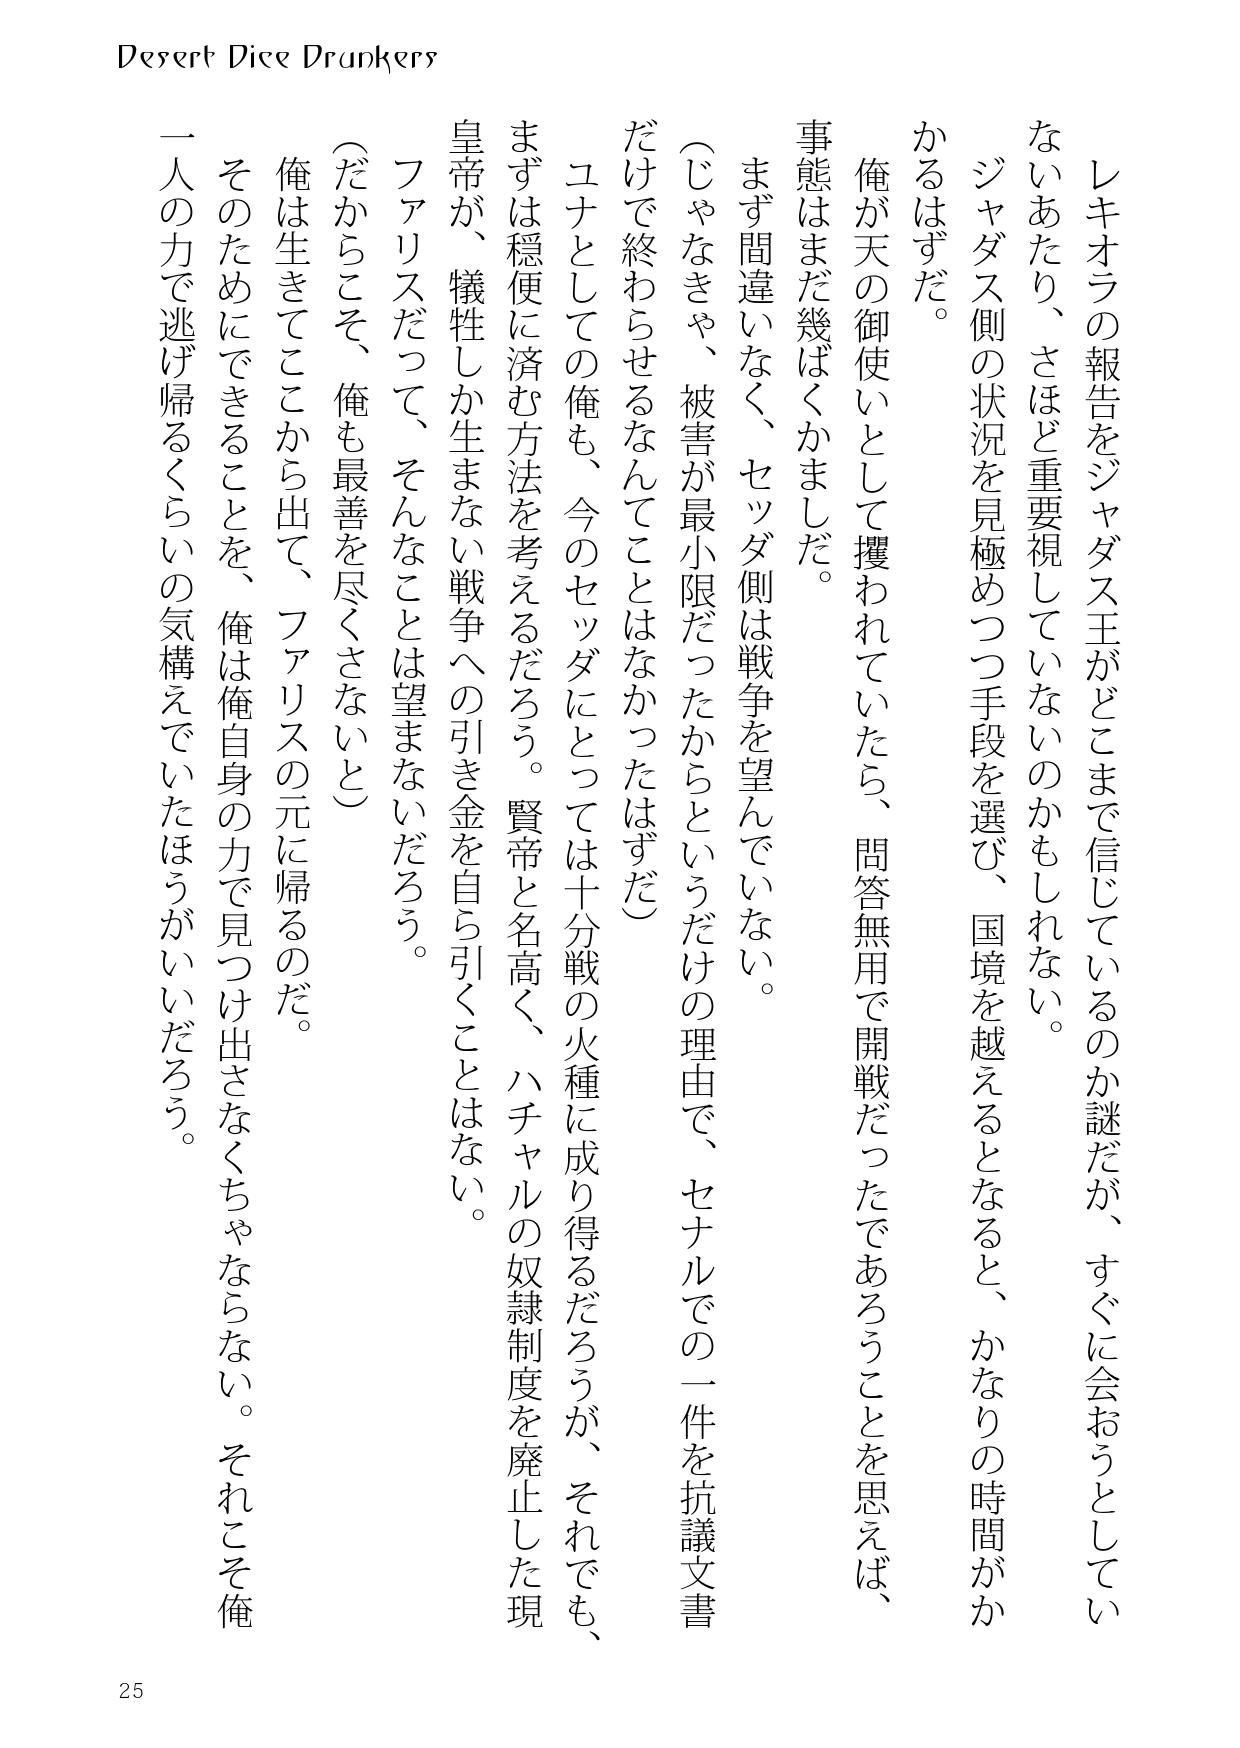 Desert Dice Drunkers
レキオラの報告をジャダス王がどこまで信じているのか謎だが、すぐに会おうとしてい
ないあたり、さほど重要視していないのかもしれない。
ジャダス側の状況を見極めつつ手段を選び、国境を越えるとなると、かなりの時間がか
かるはずだ。
俺が天の御使いとして攫われていたら、問答無用で開戦だったであろうことを思えば、
事態はまだ幾ばくかましだ。
まず間違いなく、セッダ側は戦争を望んでいない。
（じゃなきゃ、被害が最小限だったからというだけの理由で、セナルでの一件を抗議文書
だけで終わらせるなんてことはなかったはずだ）
ユナとしての俺も、今のセッダにとっては十分戦の火種に成り得るだろうが、それでも、
まずは穏便に済む方法を考えるだろう。賢帝と名高く、ハチャルの奴隷制度を廃止した現
皇帝が、犠牲しか生まない戦争への引き金を自ら引くことはない。
ファリスだって、そんなことは望まないだろう。
（だからこそ、俺も最善を尽くさないと）
俺は生きてここから出て、ファリスの元に帰るのだ。
そのためにできることを、俺は俺自身の力で見つけ出さなくちゃならない。それこそ俺
一人の力で逃げ帰るくらいの気構えでいたほうがいいだろう。
25